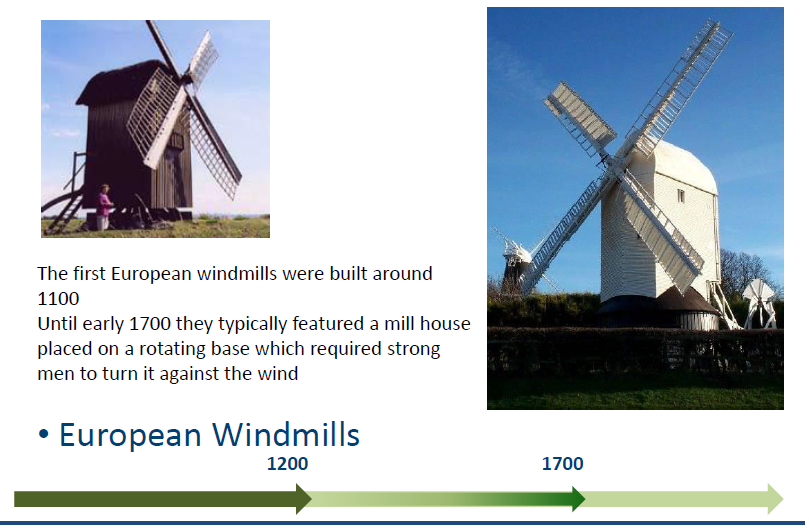 The first European windmills were built around
1100
Until early 1700 they typically featured a mill house
placed on a rotating base which required strong
men to turn it against the wind
• European Windmills
1200
1700